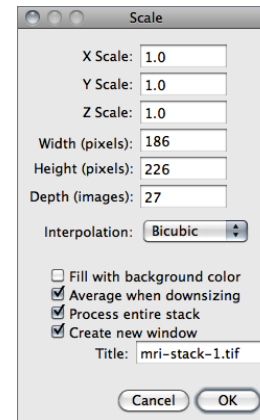 Scale
X Scale: 1.0
Y Scale: 1.0
Z Scale: 1.0
Width (pixels): 186
Height (pixels): 226
Depth (images): 27
Interpolation: Bicubic
Fill with background color
Average when downsizing
Process entire stack
Create new window
Title: mri-stack-1.tif
Cancel OK